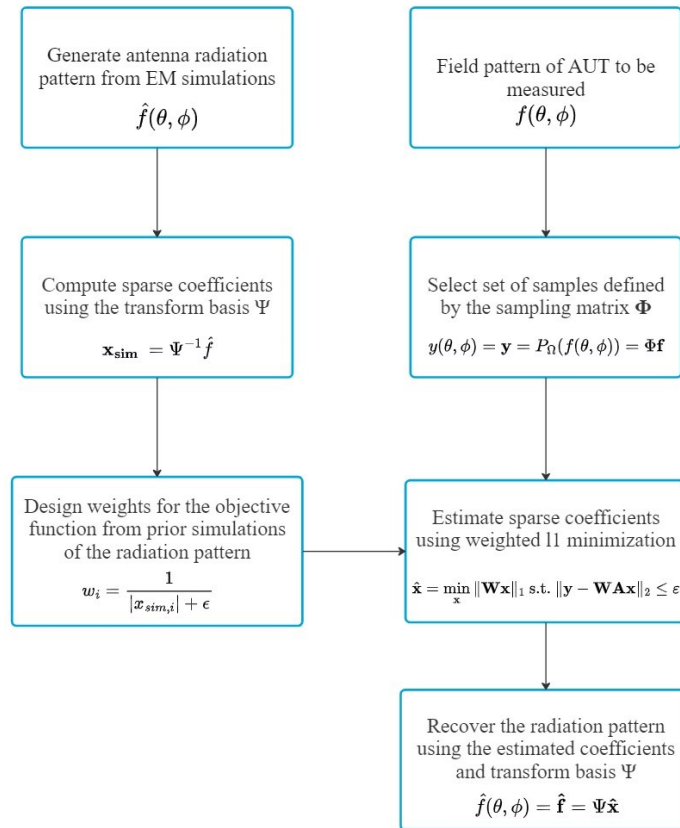 Generate antenna radiation
pattern from EM simulations
f̂(θ, ϕ)
Compute sparse coefficients
using the transform basis Ψ
x_sim = Ψ⁻¹ f̂
Design weights for the objective
function from prior simulations
of the radiation pattern
w_i = 1 / (|x_{sim,i}| + ϵ)
Field pattern of AUT to be
measured
f(θ, ϕ)
Select set of samples defined
by the sampling matrix Φ
y(θ, ϕ) = y = P_Ω(f(θ, ϕ)) = Φf
Estimate sparse coefficients
using weighted l1 minimization
x̂ = min_x ‖Wx‖₁ s.t. ‖y − WAx‖₂ ≤ ε
Recover the radiation pattern
using the estimated coefficients
and transform basis Ψ
f̂(θ, ϕ) = f̂ = Ψx̂